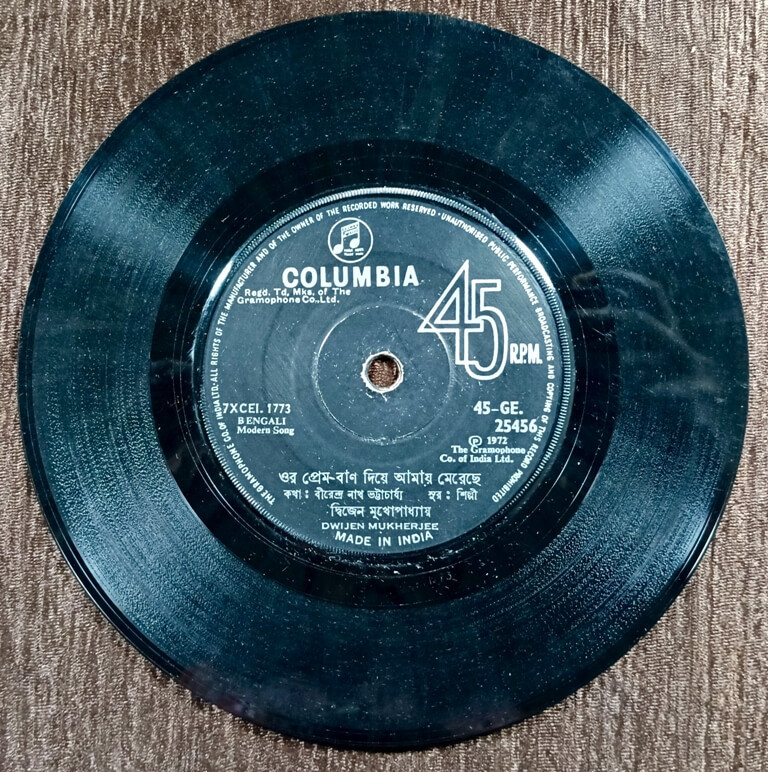 THE GRAMOPHONE CO. OF INDIA LTD. ALL RIGHTS OF THE MANUFACTURER AND OF THE OWNER OF THE RECORDED WORK RESERVED · UNAUTHORISED PUBLIC PERFORMANCE BROADCASTING AND COPYING OF THIS RECORD PROHIBITED
COLUMBIA
Regd. Td. Mks. of The
Gramophone Co., Ltd.
45 R.P.M.
7XCEI. 1773
BENGALI
Modern Song
45-GE.
25456
Ⓟ 1972
The Gramophone
Co. of India Ltd.
ওর প্রেম-বাণ দিয়ে আমায় মেরেছে
কথা : বীরেন্দ্র নাথ ভট্টাচার্য্য সুর : শিল্পী
দ্বিজেন মুখোপাধ্যায়
DWIJEN MUKHERJEE
MADE IN INDIA